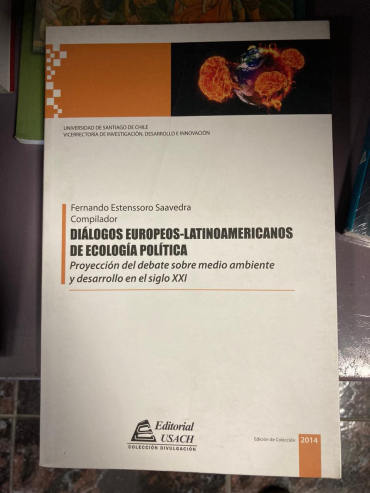 UNIVERSIDAD DE SANTIAGO DE CHILE
VICERRECTORÍA DE INVESTIGACIÓN, DESARROLLO E INNOVACIÓN
Fernando Estenssoro Saavedra
Compilador
DIÁLOGOS EUROPEOS-LATINOAMERICANOS
DE ECOLOGÍA POLÍTICA
Proyección del debate sobre medio ambiente
y desarrollo en el siglo XXI
Editorial
USACH
COLECCIÓN DIVULGACIÓN
Edición de Colección 2014